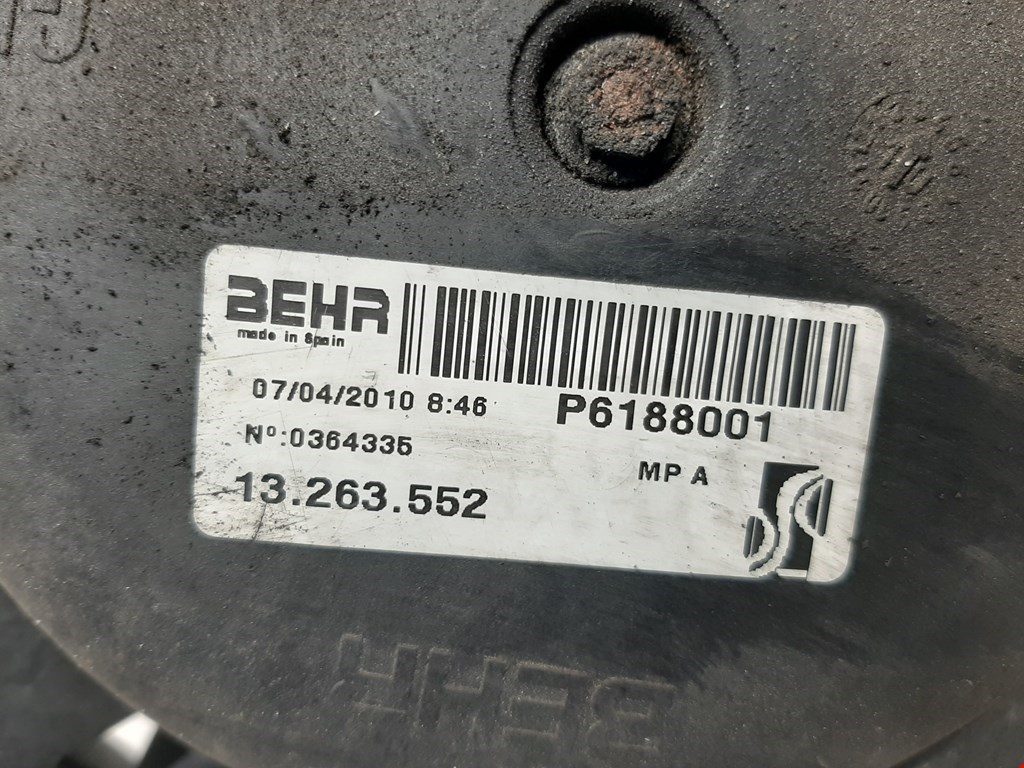 BEHR
made in Spain
07/04/2010 8:46
P6188001
Nº:0364335
MP A
13.263.552
BEHR